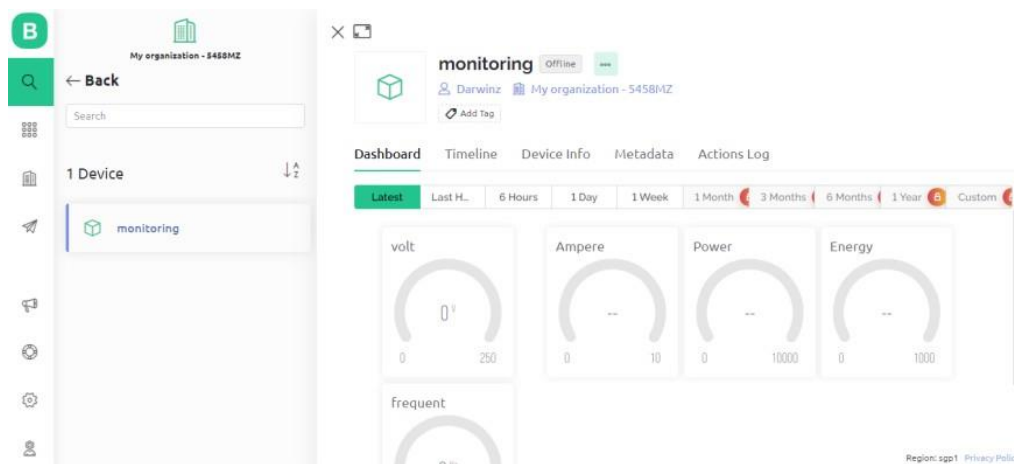 B
My organization - 5458MZ
← Back
Search
1 Device
monitoring
monitoring Offline
Darwinz My organization - 5458MZ
Add Tag
Dashboard Timeline Device Info Metadata Actions Log
Latest Last H... 6 Hours 1 Day 1 Week 1 Month 3 Months 6 Months 1 Year Custom
volt
0 V
0 250
Ampere
--
0 10
Power
--
0 10000
Energy
--
0 1000
frequent
Region: sgp1 Privacy Polic